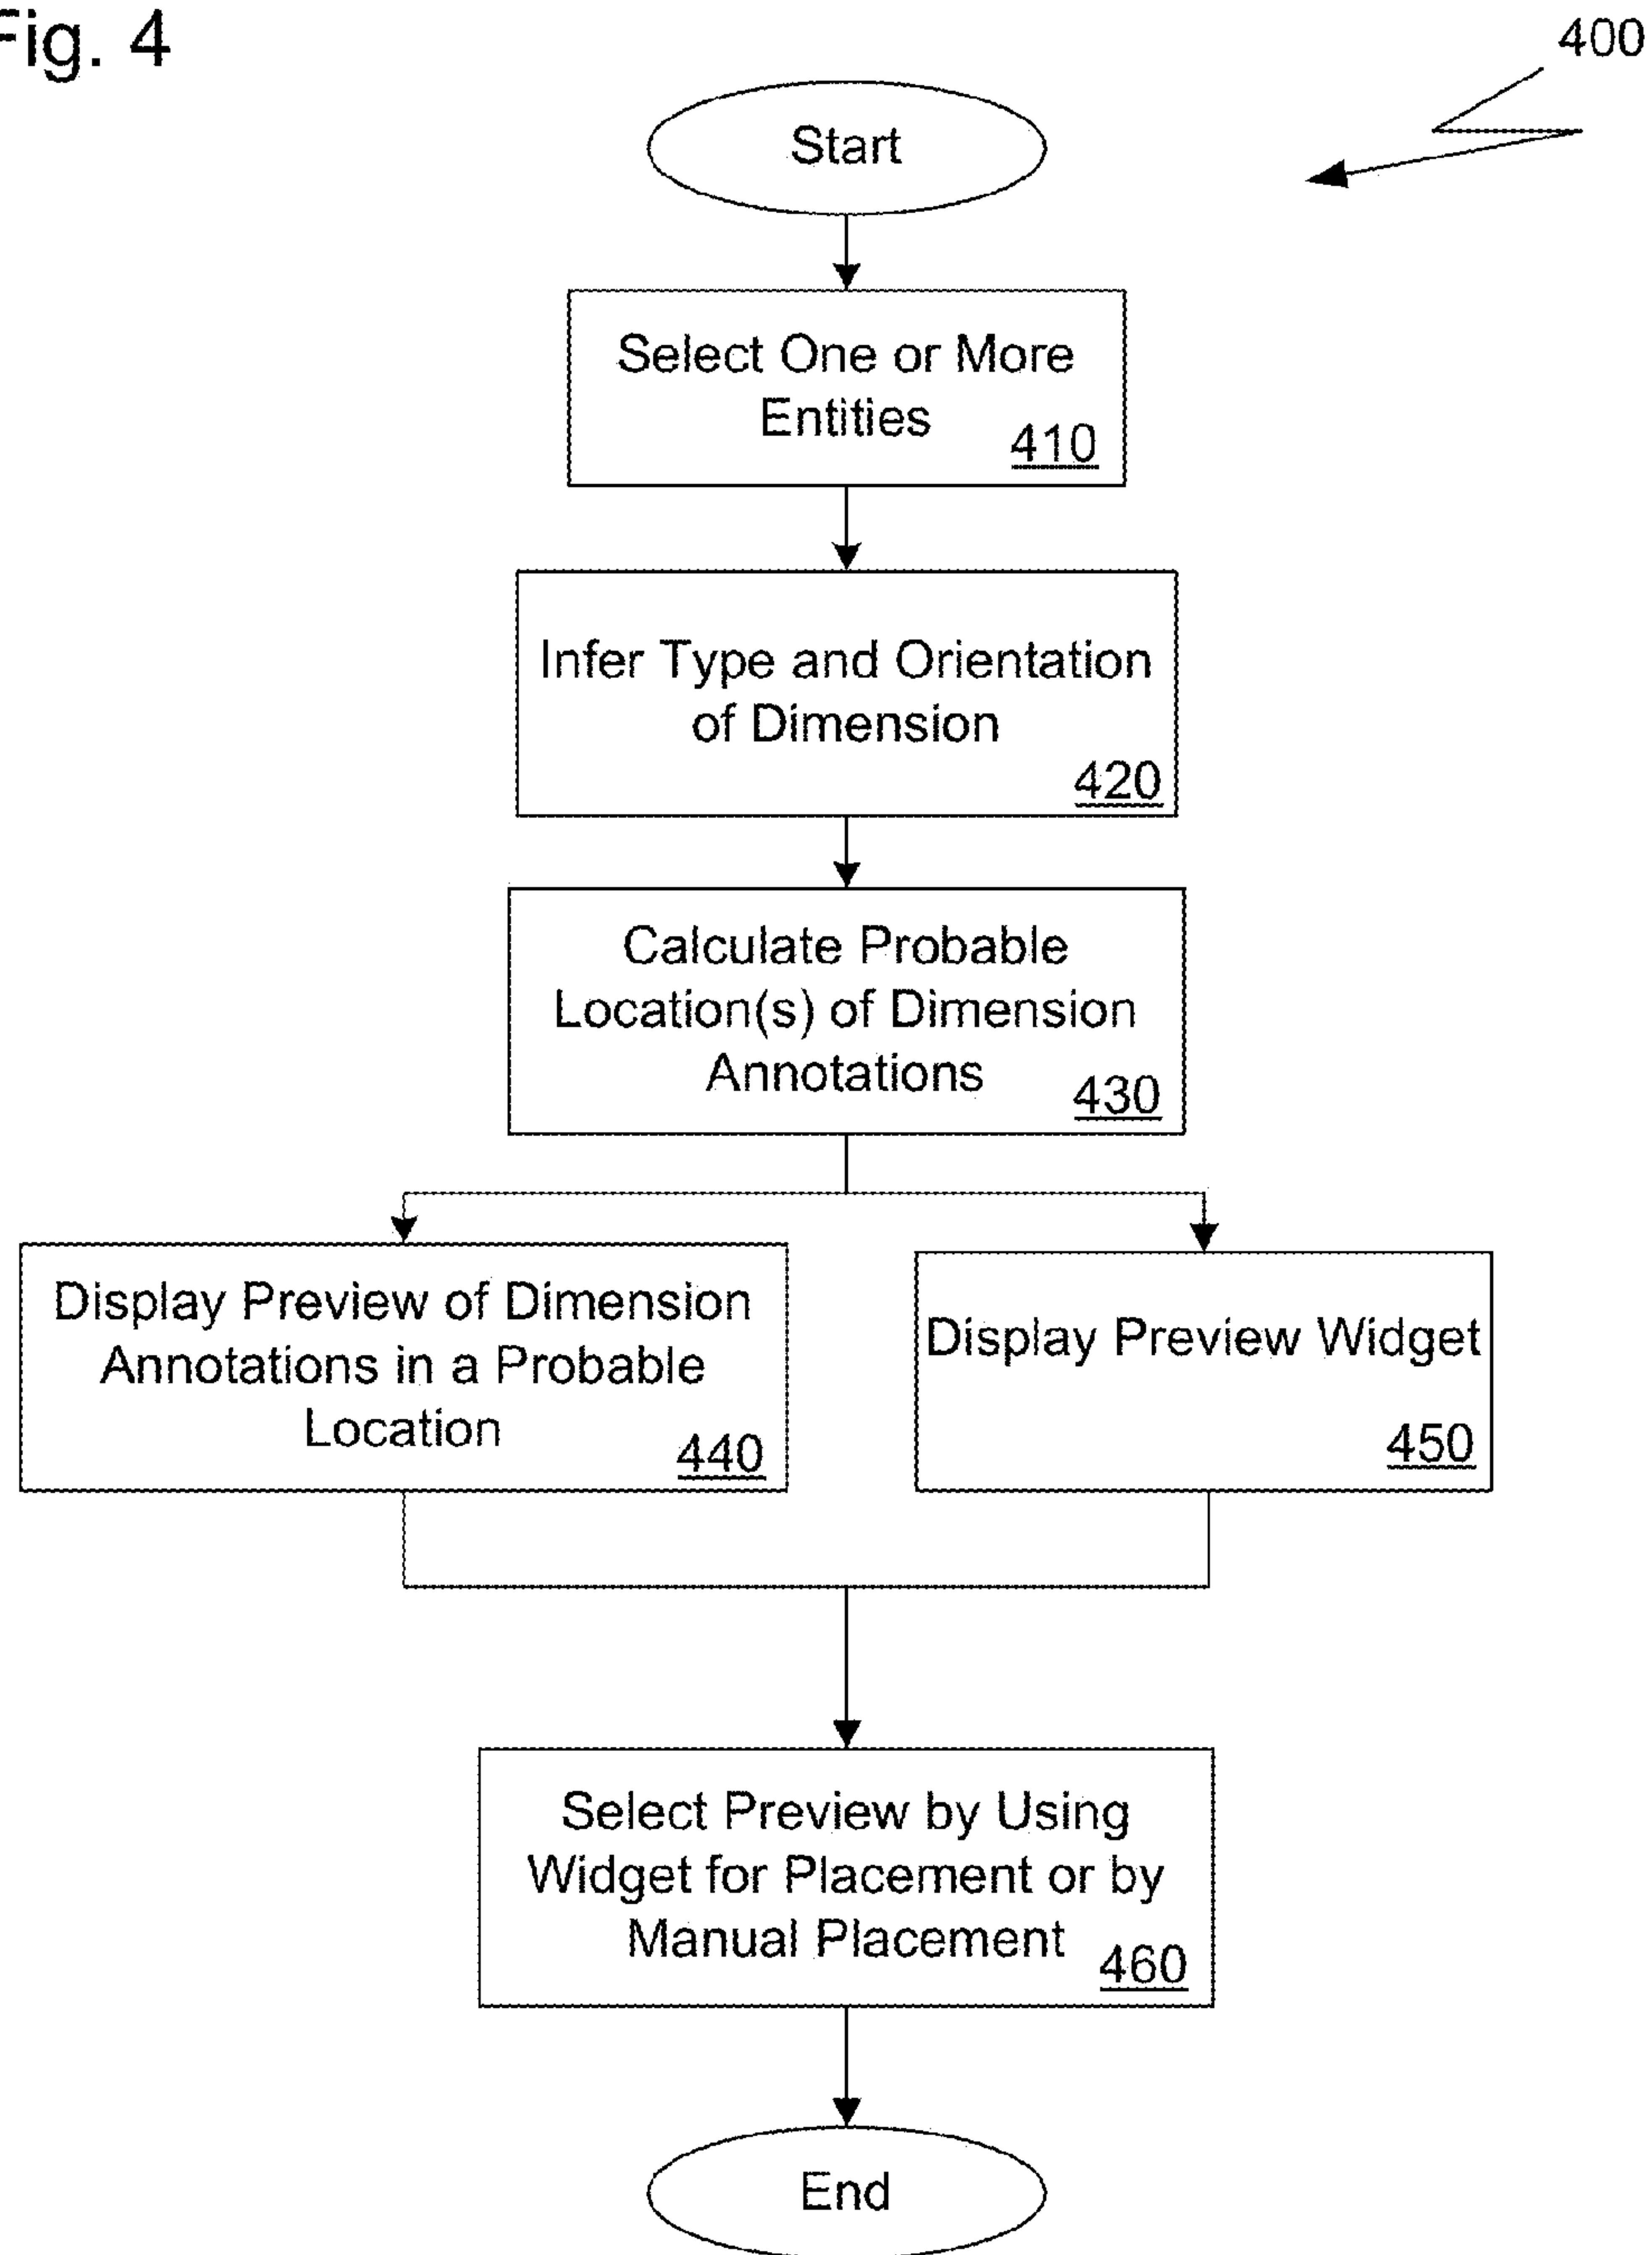 Fig. 4
400
Start
Select One or More
Entities
410
Infer Type and Orientation
of Dimension
420
Calculate Probable
Location(s) of Dimension
Annotations
430
Display Preview of Dimension
Annotations in a Probable
Location
440
Display Preview Widget
450
Select Preview by Using
Widget for Placement or by
Manual Placement
460
End